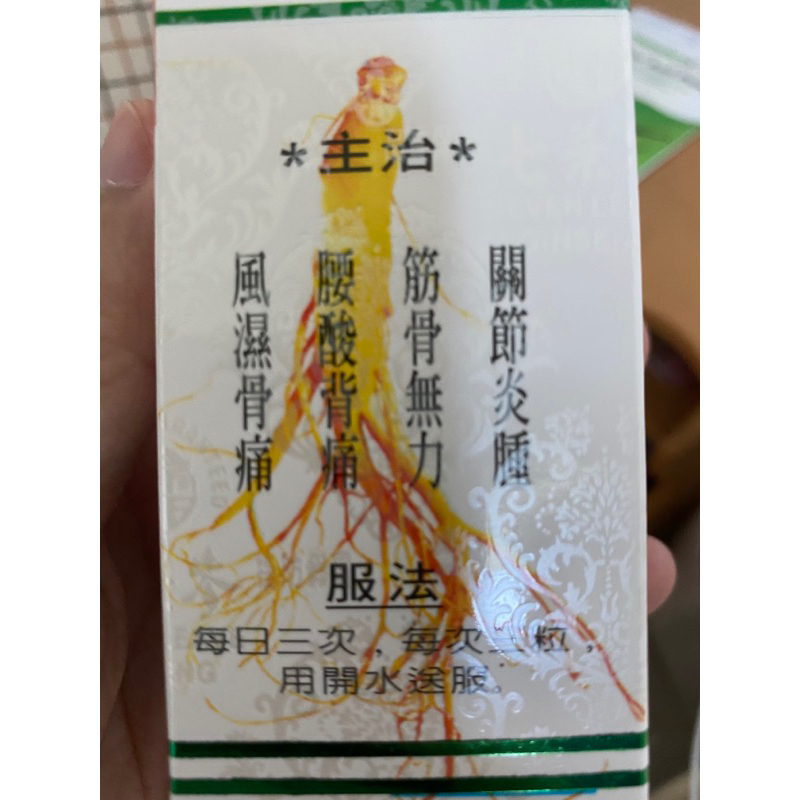 *主治*
關節炎腫
筋骨無力
腰酸背痛
風濕骨痛
服法
每日三次，每次二粒，
用開水送服。